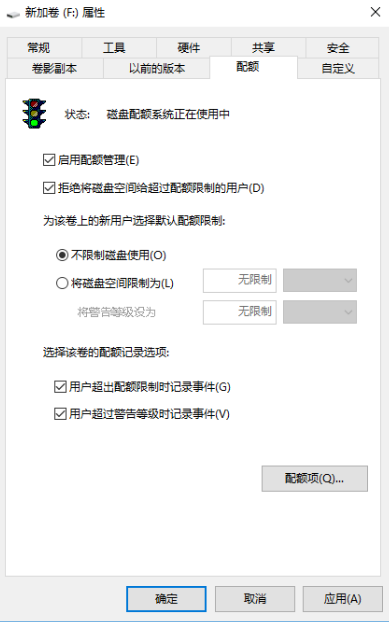 新加卷 (F:) 属性
常规 工具 硬件 共享 安全
卷影副本 以前的版本 配额 自定义
状态: 磁盘配额系统正在使用中
启用配额管理(E)
拒绝将磁盘空间给超过配额限制的用户(D)
为该卷上的新用户选择默认配额限制:
不限制磁盘使用(O)
将磁盘空间限制为(L) 无限制
将警告等级设为 无限制
选择该卷的配额记录选项:
用户超出配额限制时记录事件(G)
用户超过警告等级时记录事件(V)
配额项(Q)...
确定 取消 应用(A)